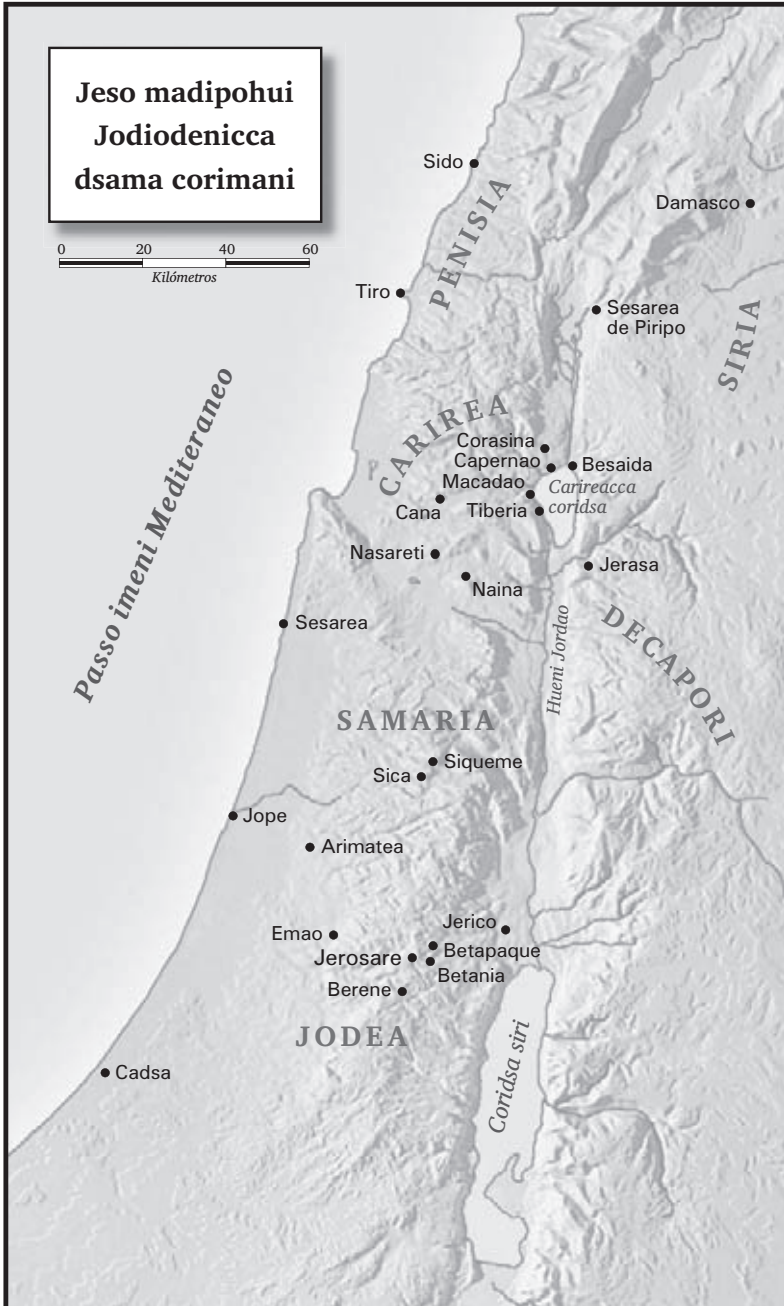 Jeso madipohui
Jodiodenicca
dsama corimani
0 20 40 60
Kilómetros
Sido
Damasco
PENISIA
Tiro
Sesarea
de Piripo
SIRIA
Passo imeni Mediteraneo
CARIREA
Corasina
Capernao
Besaida
Macadao
Carireacca
coridsa
Cana
Tiberia
Nasareti
Jerasa
Naina
Sesarea
Hueni Jordao
DECAPORI
SAMARIA
Siqueme
Sica
Jope
Arimatea
Jerico
Emao
Betapaque
Jerosare
Betania
Berene
JODEA
Coridsa siri
Cadsa